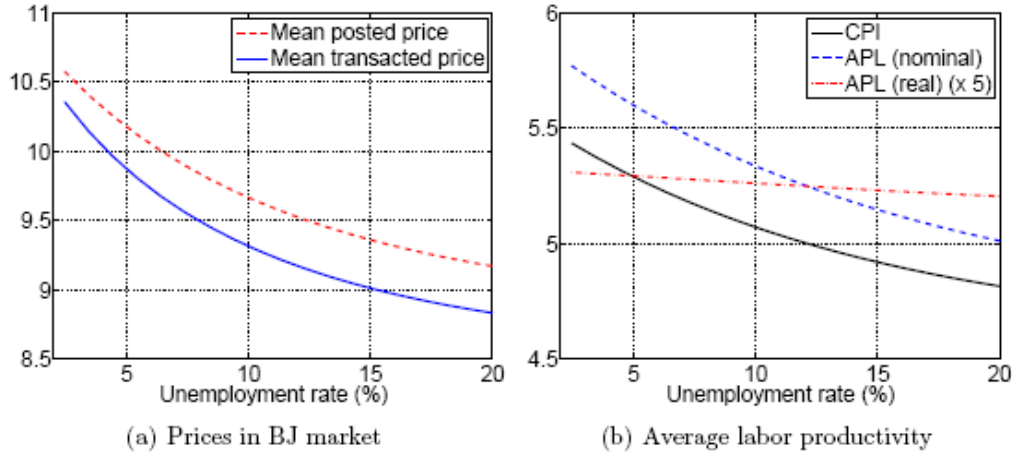 11
10.5
10
9.5
9
8.5
Mean posted price
Mean transacted price
5 10 15 20
Unemployment rate (%)
(a) Prices in BJ market
6
5.5
5
4.5
CPI
APL (nominal)
APL (real) (x 5)
5 10 15 20
Unemployment rate (%)
(b) Average labor productivity